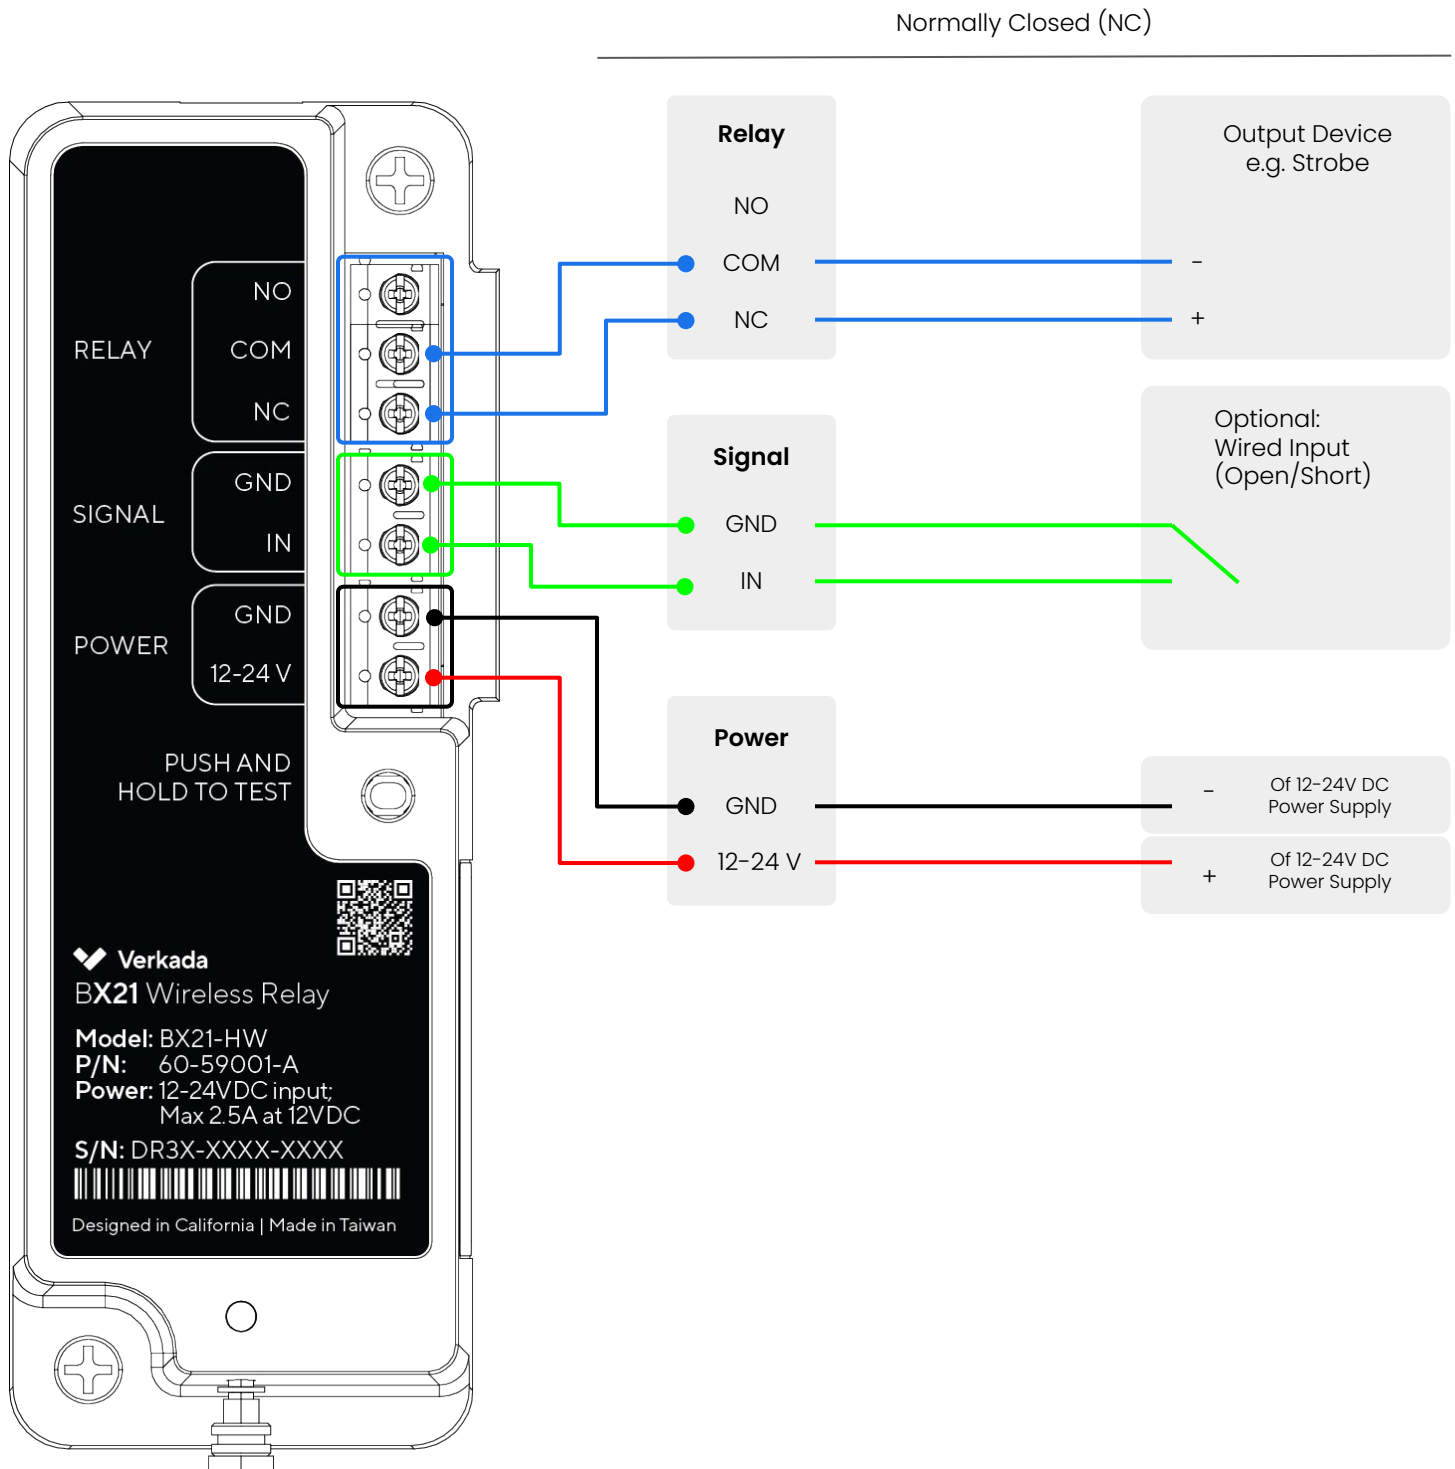 Normally Closed (NC)
Relay
NO
COM
NC
Output Device
e.g. Strobe
-
+
RELAY
NO
COM
NC
SIGNAL
GND
IN
POWER
GND
12-24 V
Signal
GND
IN
Optional:
Wired Input
(Open/Short)
Power
GND
12-24 V
- Of 12-24V DC
Power Supply
+ Of 12-24V DC
Power Supply
PUSH AND
HOLD TO TEST
Verkada
BX21 Wireless Relay
Model: BX21-HW
P/N: 60-59001-A
Power: 12-24VDC input;
Max 2.5A at 12VDC
S/N: DR3X-XXXX-XXXX
Designed in California | Made in Taiwan